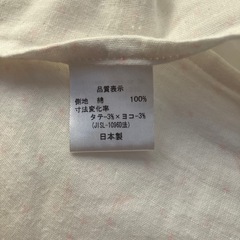 品質表示
側地 綿 100%
寸法変化率
タテ-3%×ヨコ-3%
(JISL-1096D法)
日本製